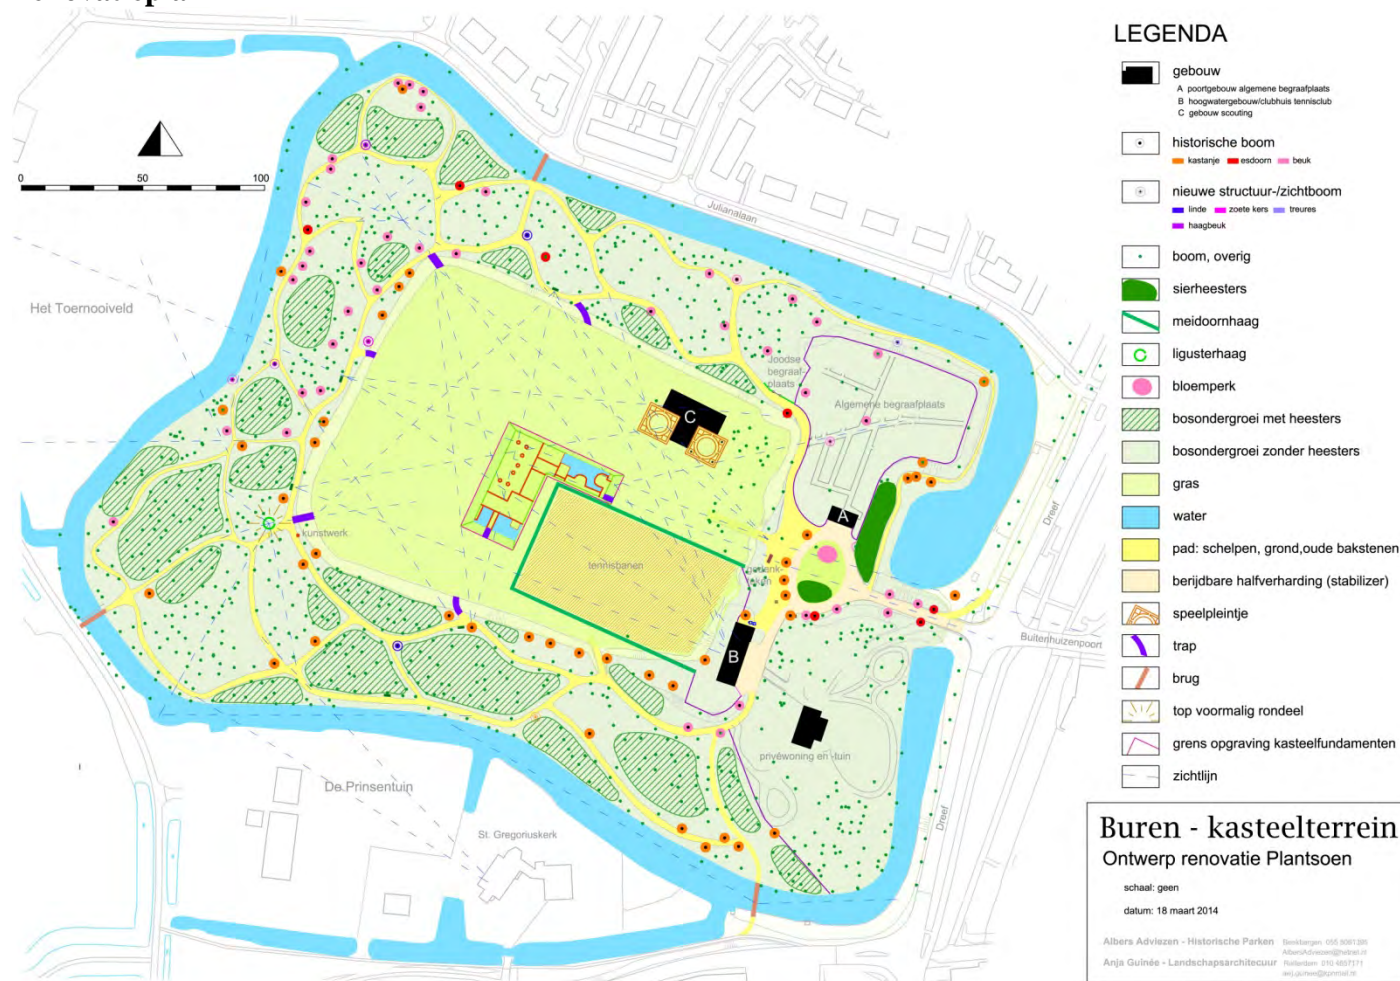 LEGENDA
gebouw
A poortgebouw algemene begraafplaats
B hoogwatergebouw/clubhuis tennisclub
C gebouw scouting
historische boom
kastanje esdoorn beuk
nieuwe structuur-/zichtboom
linde zoete kers treures
haagbeuk
boom, overig
sierheesters
meidoornhaag
ligusterhaag
bloemperk
bosondergroei met heesters
bosondergroei zonder heesters
gras
water
pad: schelpen, grond,oude bakstenen
berijdbare halfverharding (stabilizer)
speelpleintje
trap
brug
top voormalig rondeel
grens opgraving kasteelfundamenten
zichtlijn
0 50 100
Julianalaan
Het Toernooiveld
Joodse
begraaf-
plaats
Algemene begraafplaats
C
A
kunstwerk
tennisbanen
gedenk-
teken
B
Dreef
Buitenhuizenpoort
privéwoning en -tuin
De Prinsentuin
St. Gregoriuskerk
Dreef
Buren - kasteelterrein
Ontwerp renovatie Plantsoen
schaal: geen
datum: 18 maart 2014
Albers Adviezen - Historische Parken
Anja Guinée - Landschapsarchitecuur